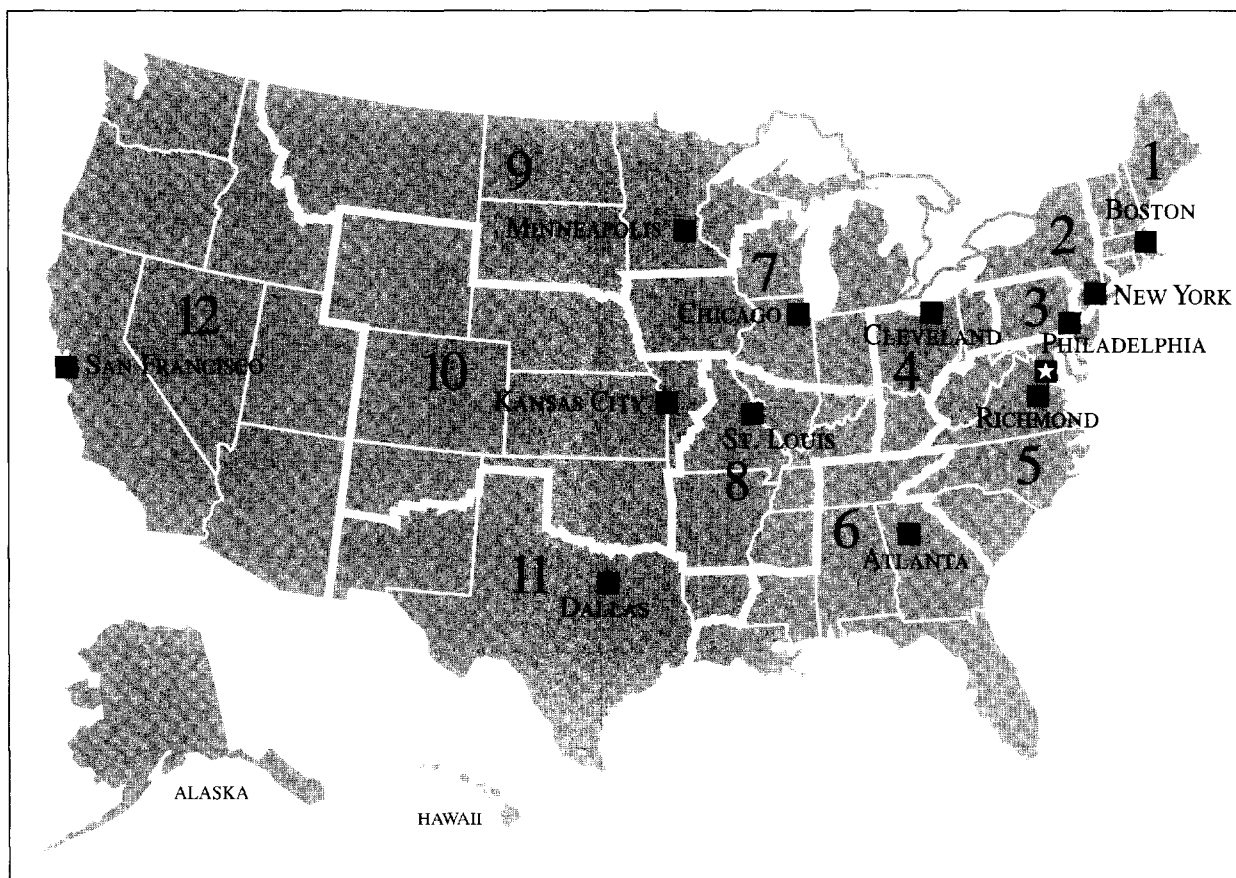 1
BOSTON
9
MINNEAPOLIS
2
7
NEW YORK
3
12
CHICAGO
CLEVELAND
PHILADELPHIA
SAN FRANCISCO
10
4
KANSAS CITY
ST. LOUIS
RICHMOND
8
5
6
ATLANTA
11
DALLAS
ALASKA
HAWAII